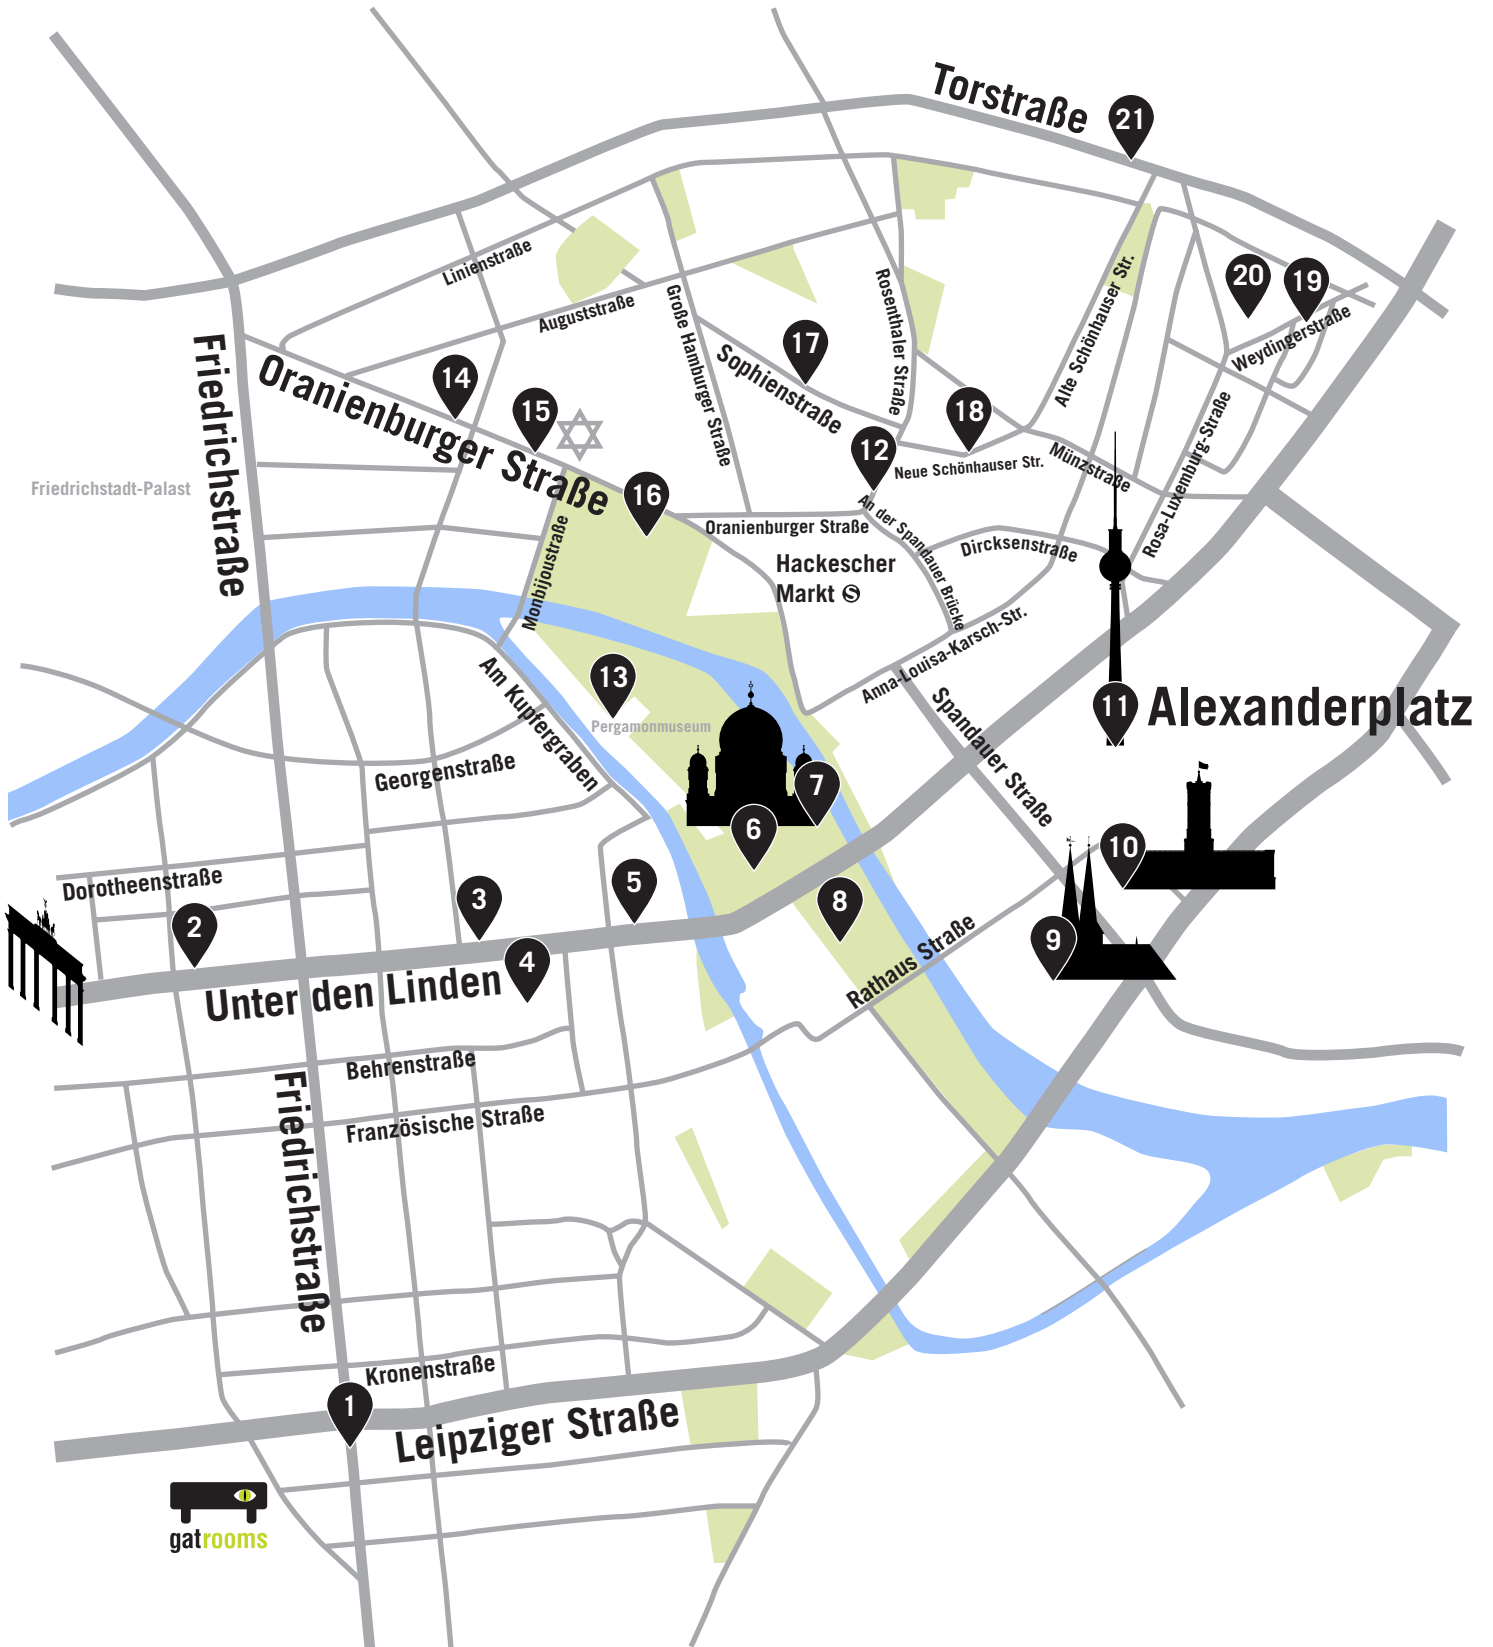 Torstraße
21
Linienstraße
20
19
Auguststraße
Große Hamburger Straße
Rosenthaler Straße
Alte Schönhauser Str.
Weydingerstraße
Friedrichstraße
Oranienburger Straße
14
15
17
Sophienstraße
18
12
Neue Schönhauser Str.
Münzstraße
Rosa-Luxemburg-Straße
Friedrichstadt-Palast
16
Oranienburger Straße
An der Spandauer Brücke
Dircksenstraße
Hackescher
Markt S
Monbijoustraße
Anna-Louisa-Karsch-Str.
Am Kupfergraben
13
Pergamonmuseum
11
Alexanderplatz
Spandauer Straße
Georgenstraße
7
6
10
Dorotheenstraße
5
3
2
8
9
4
Unter den Linden
Rathaus Straße
Behrenstraße
Friedrichstraße
Französische Straße
Kronenstraße
1
Leipziger Straße
gatrooms